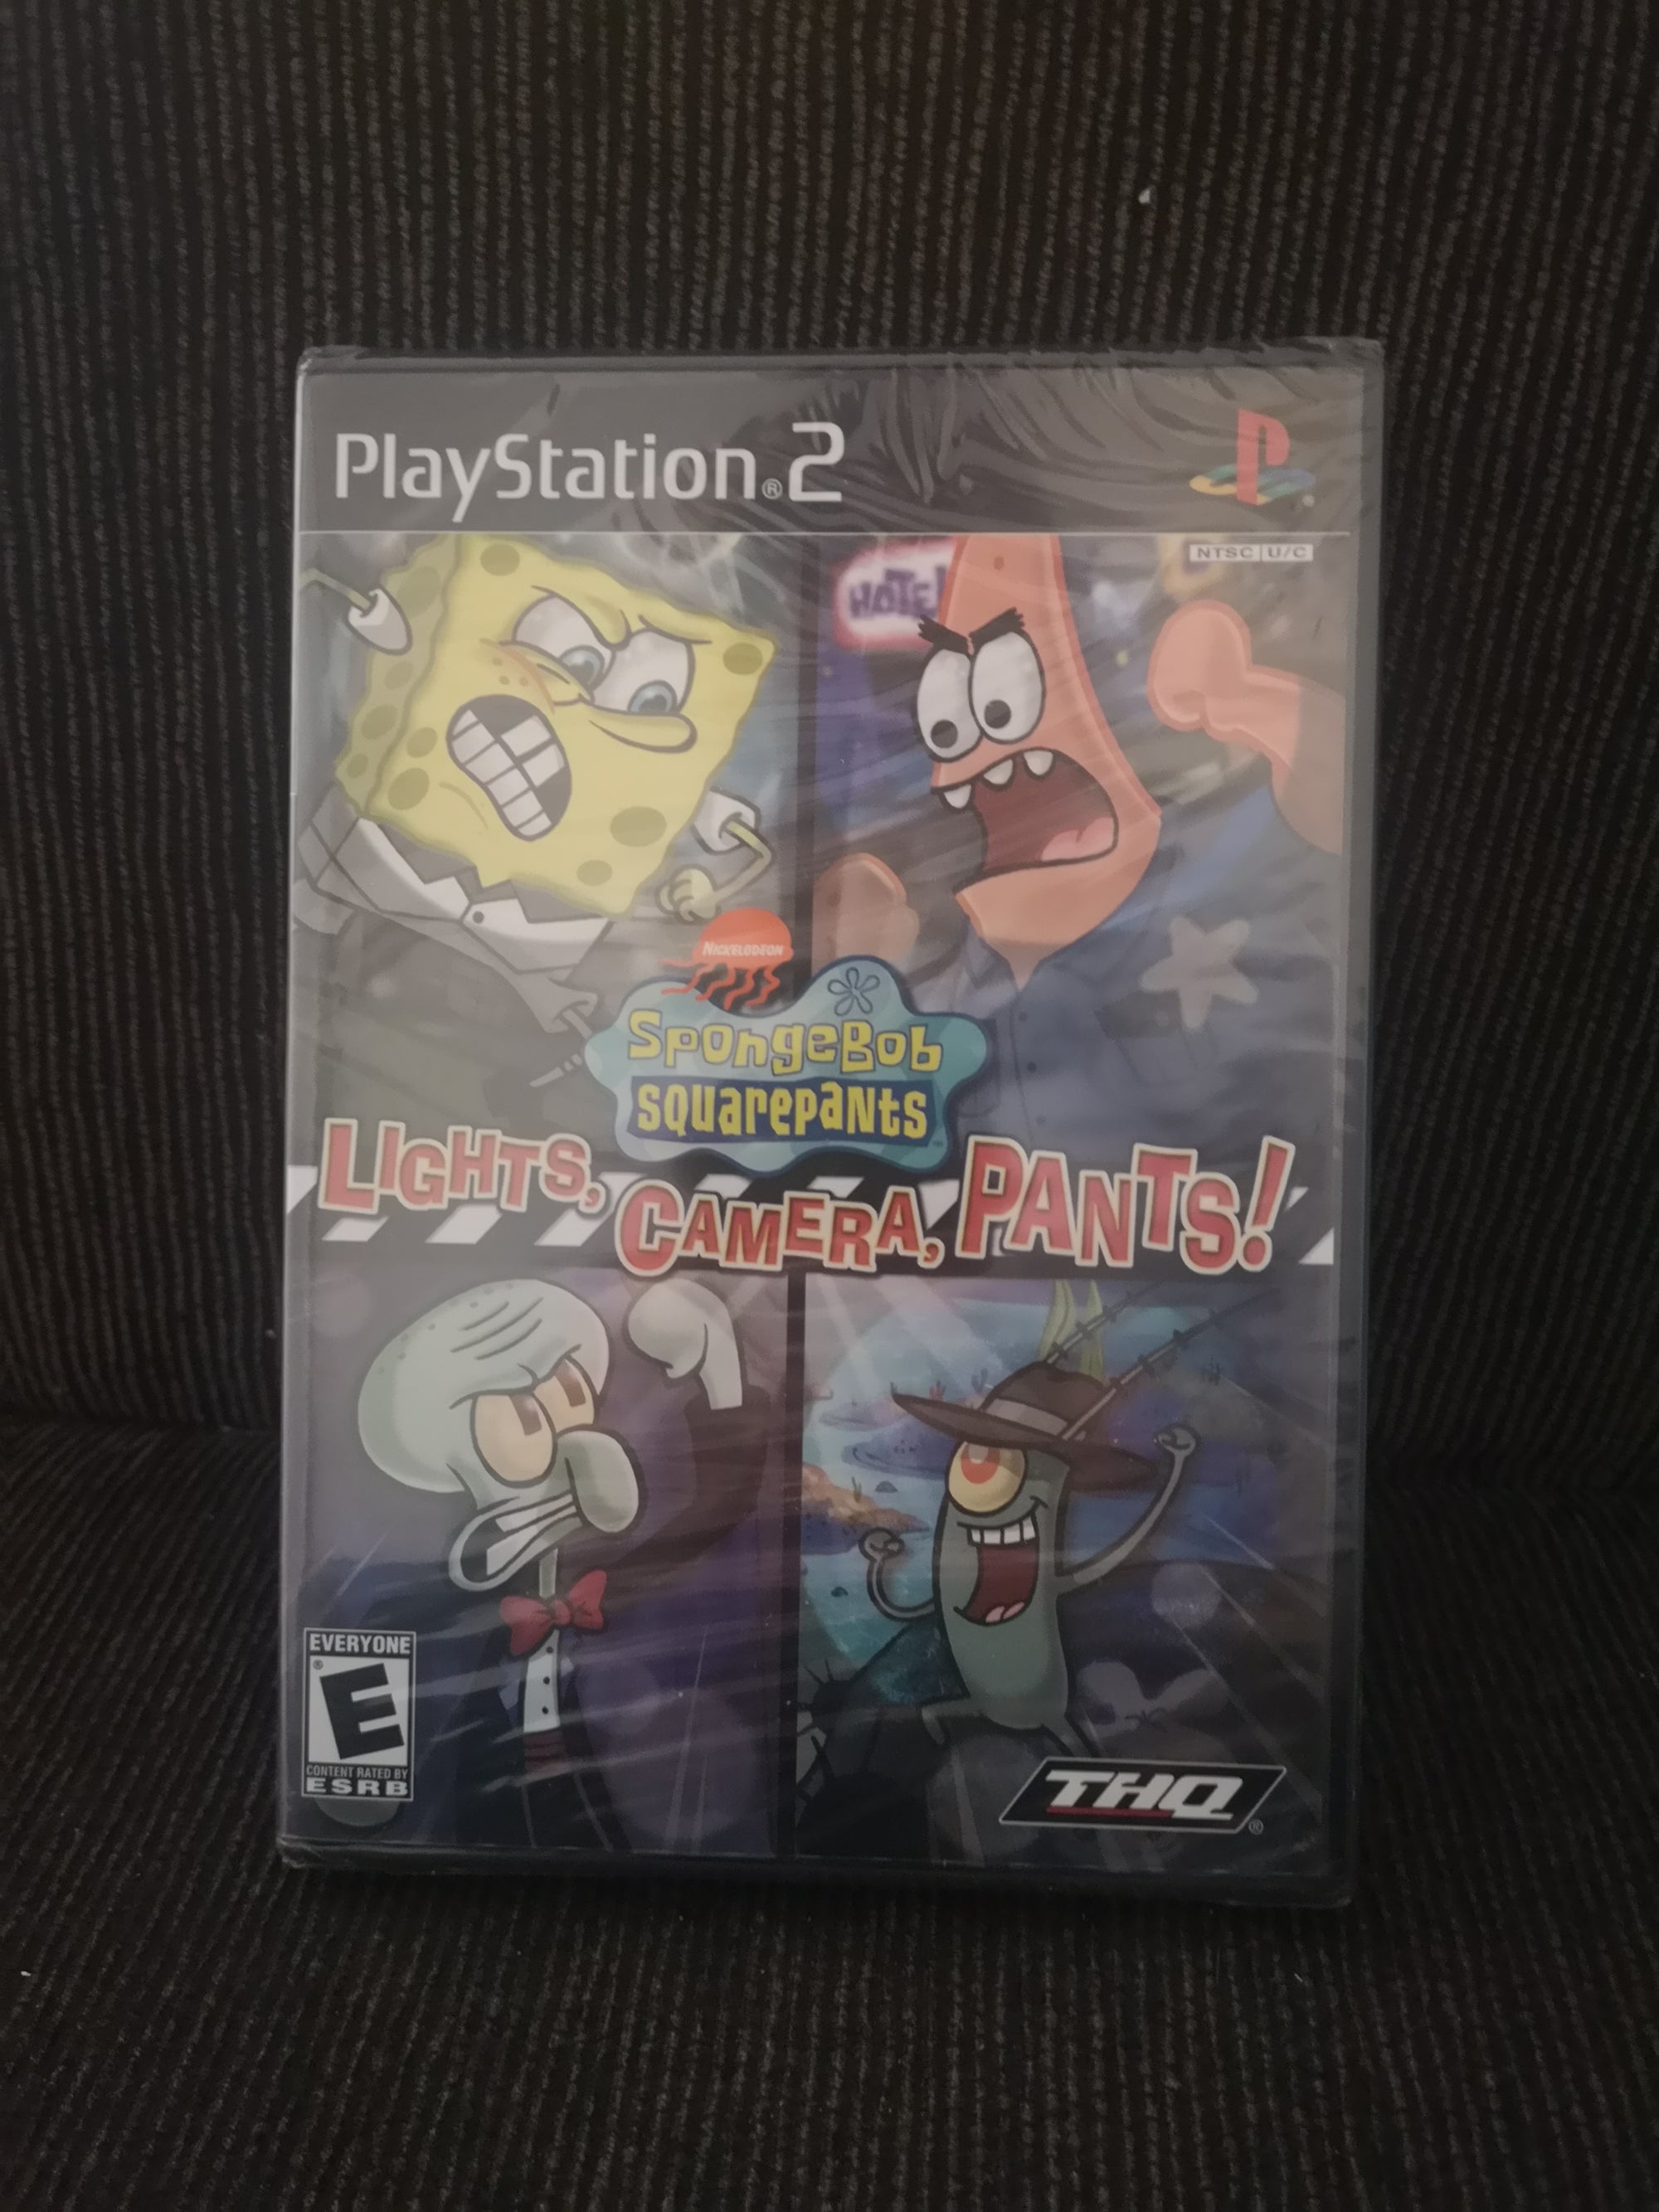 PlayStation®2
NTSC U/C
HOTEL
NICKELODEON
SpongeBob
SquarePants
LIGHTS, CAMERA, PANTS!
EVERYONE
E
®
CONTENT RATED BY
ESRB
THQ
®